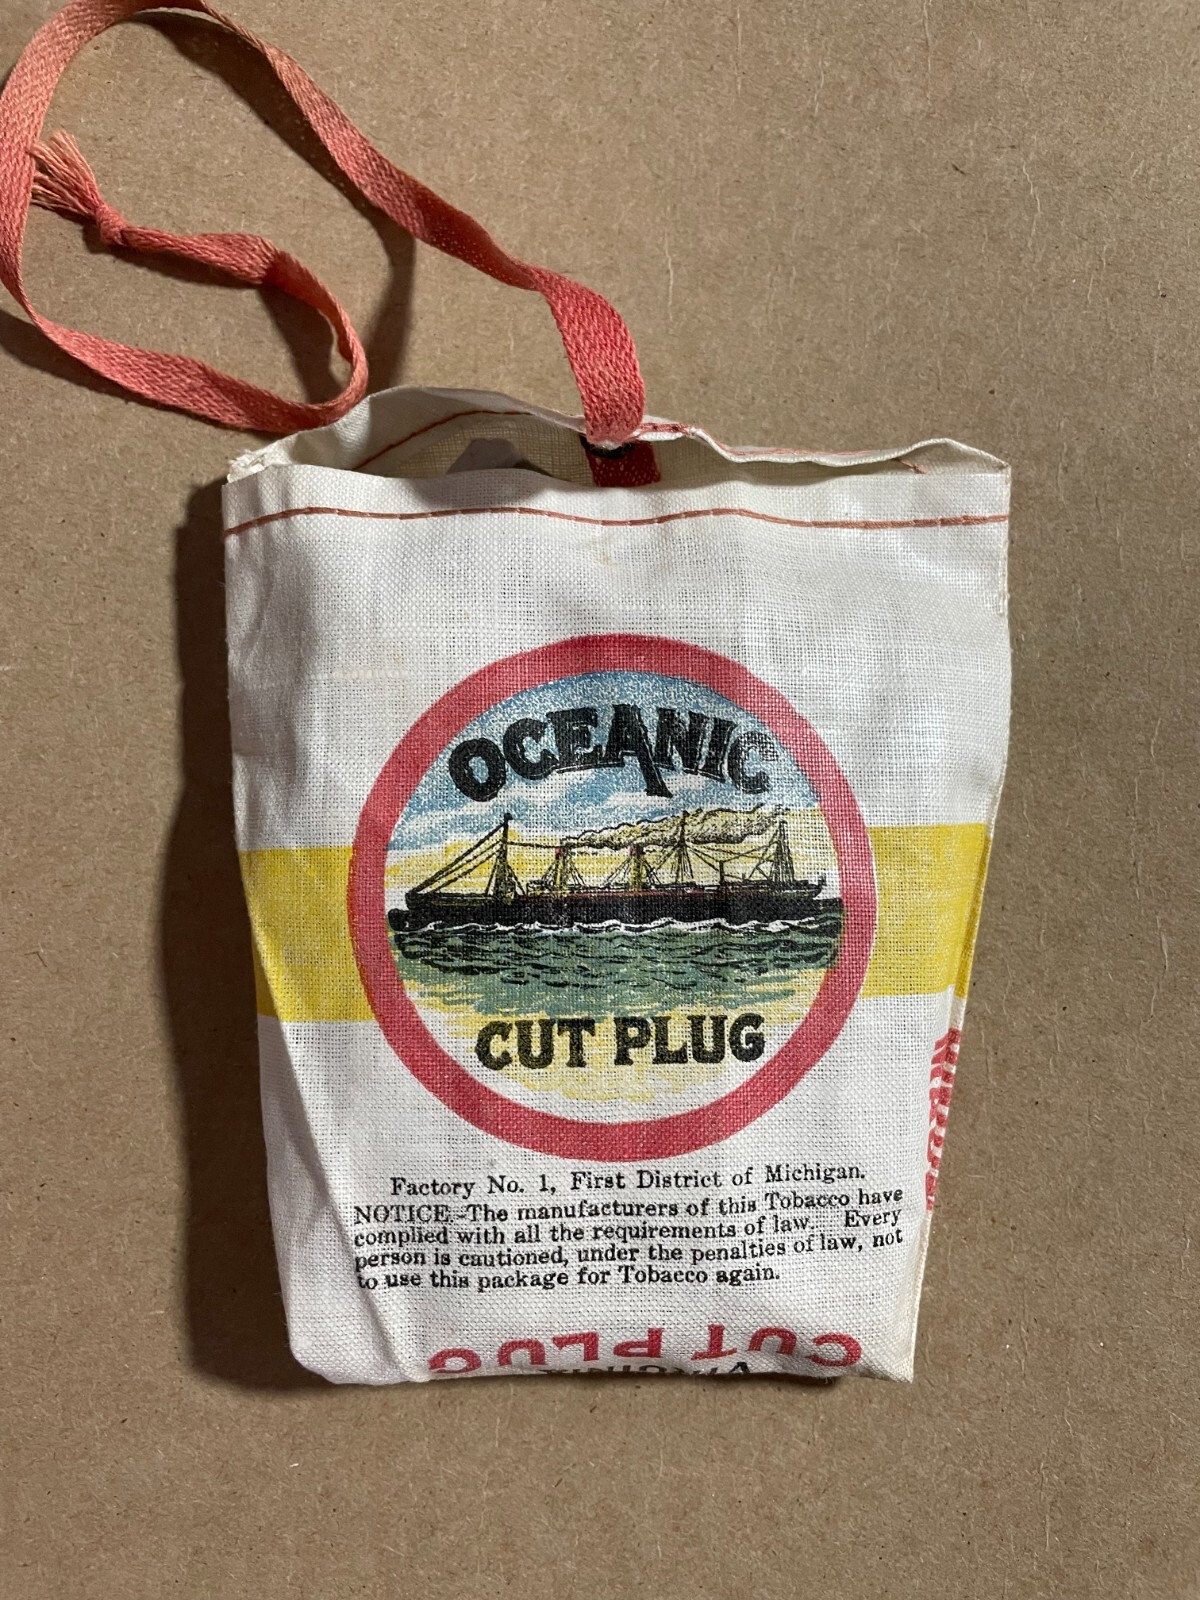 OCEANIC
CUT PLUG
Factory No. 1, First District of Michigan.
NOTICE.-The manufacturers of this Tobacco have
complied with all the requirements of law. Every
person is cautioned, under the penalties of law, not
to use this package for Tobacco again.
CUT PLUG